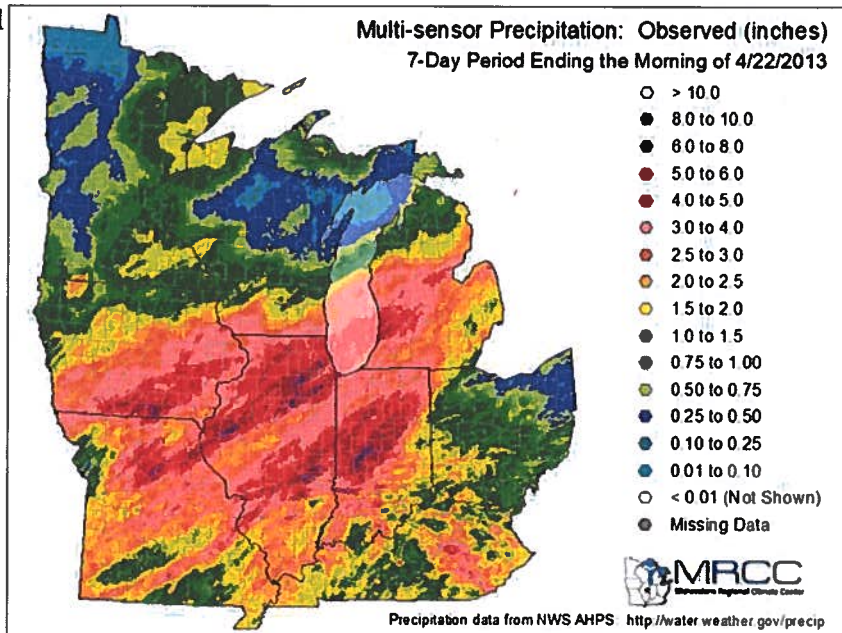 Multi-sensor Precipitation: Observed (inches)
7-Day Period Ending the Morning of 4/22/2013
> 10.0
8.0 to 10.0
6.0 to 8.0
5.0 to 6.0
4.0 to 5.0
3.0 to 4.0
2.5 to 3.0
2.0 to 2.5
1.5 to 2.0
1.0 to 1.5
0.75 to 1.00
0.50 to 0.75
0.25 to 0.50
0.10 to 0.25
0.01 to 0.10
< 0.01 (Not Shown)
Missing Data
MRCC
Midwestern Regional Climate Center
Precipitation data from NWS AHPS: http://water.weather.gov/precip